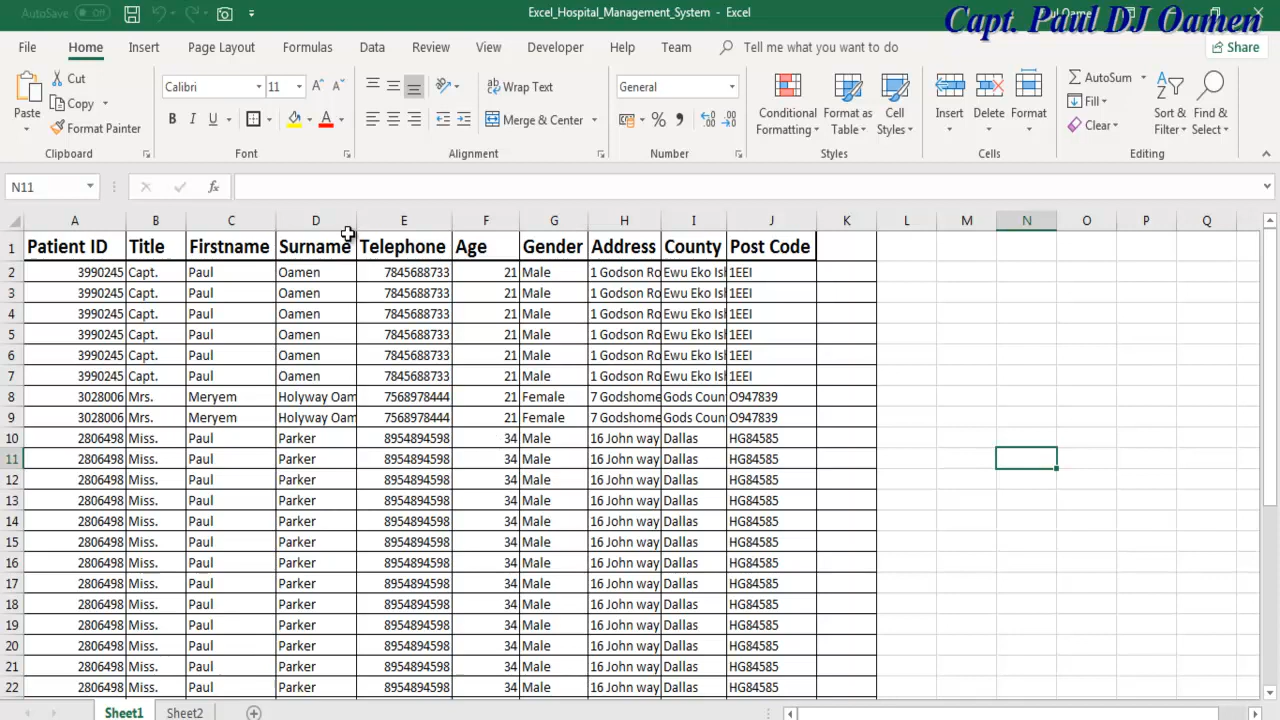 AutoSave Off
Excel_Hospital_Management_System - Excel
Capt. Paul DJ Oamen
File Home Insert Page Layout Formulas Data Review View Developer Help Team Tell me what you want to do Share
Paste Cut Copy Format Painter Clipboard
Calibri 11 B I U Font
Wrap Text Merge & Center Alignment
General % Number
Conditional Formatting Format as Table Cell Styles Styles
Insert Delete Format Cells
AutoSum Fill Clear Sort & Filter Find & Select Editing
N11 fx
A B C D E F G H I J K L M N O P Q
1 Patient ID Title Firstname Surname Telephone Age Gender Address County Post Code
2 3990245 Capt. Paul Oamen 7845688733 21 Male 1 Godson Ro Ewu Eko Isl 1EEI
3 3990245 Capt. Paul Oamen 7845688733 21 Male 1 Godson Ro Ewu Eko Isl 1EEI
4 3990245 Capt. Paul Oamen 7845688733 21 Male 1 Godson Ro Ewu Eko Isl 1EEI
5 3990245 Capt. Paul Oamen 7845688733 21 Male 1 Godson Ro Ewu Eko Isl 1EEI
6 3990245 Capt. Paul Oamen 7845688733 21 Male 1 Godson Ro Ewu Eko Isl 1EEI
7 3990245 Capt. Paul Oamen 7845688733 21 Male 1 Godson Ro Ewu Eko Isl 1EEI
8 3028006 Mrs. Meryem Holyway Oam 7568978444 21 Female 7 Godshome Gods Coun O947839
9 3028006 Mrs. Meryem Holyway Oam 7568978444 21 Female 7 Godshome Gods Coun O947839
10 2806498 Miss. Paul Parker 8954894598 34 Male 16 John way Dallas HG84585
11 2806498 Miss. Paul Parker 8954894598 34 Male 16 John way Dallas HG84585
12 2806498 Miss. Paul Parker 8954894598 34 Male 16 John way Dallas HG84585
13 2806498 Miss. Paul Parker 8954894598 34 Male 16 John way Dallas HG84585
14 2806498 Miss. Paul Parker 8954894598 34 Male 16 John way Dallas HG84585
15 2806498 Miss. Paul Parker 8954894598 34 Male 16 John way Dallas HG84585
16 2806498 Miss. Paul Parker 8954894598 34 Male 16 John way Dallas HG84585
17 2806498 Miss. Paul Parker 8954894598 34 Male 16 John way Dallas HG84585
18 2806498 Miss. Paul Parker 8954894598 34 Male 16 John way Dallas HG84585
19 2806498 Miss. Paul Parker 8954894598 34 Male 16 John way Dallas HG84585
20 2806498 Miss. Paul Parker 8954894598 34 Male 16 John way Dallas HG84585
21 2806498 Miss. Paul Parker 8954894598 34 Male 16 John way Dallas HG84585
22 2806498 Miss. Paul Parker 8954894598 34 Male 16 John way Dallas HG84585
Sheet1 Sheet2